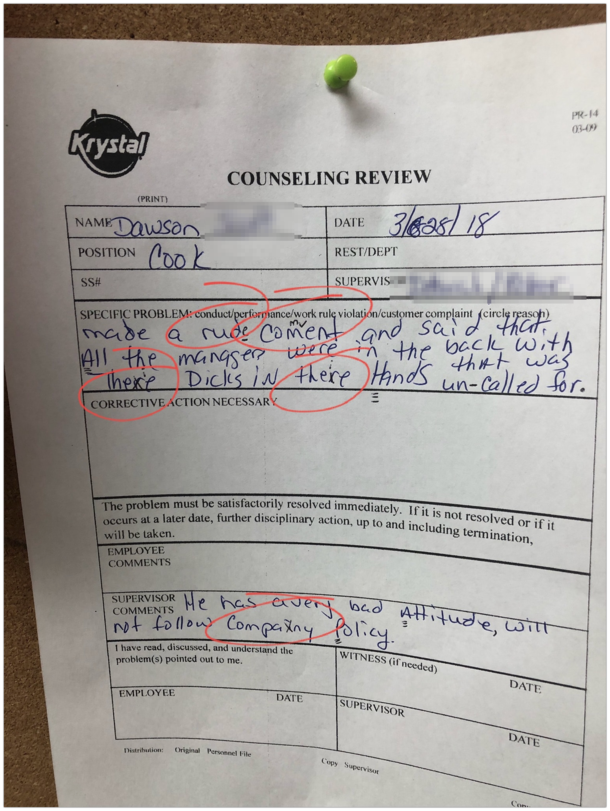 Krystal
PR-14
03-09
COUNSELING REVIEW
(PRINT)
NAME Dawson
DATE 3/28/18
POSITION Cook
REST/DEPT
SS#
SUPERVIS
SPECIFIC PROBLEM: conduct/performance/work rule violation/customer complaint (circle reason)
made a rude Coment and said that
All the managers were in the back with
there Dicks in there Hands that was
un-called for.
CORRECTIVE ACTION NECESSARY
The problem must be satisfactorily resolved immediately. If it is not resolved or if it
occurs at a later date, further disciplinary action, up to and including termination,
will be taken.
EMPLOYEE
COMMENTS
SUPERVISOR
COMMENTS He has a very bad Attitude, will
not follow Company Policy.
I have read, discussed, and understand the
problem(s) pointed out to me.
WITNESS (if needed)
DATE
EMPLOYEE DATE
SUPERVISOR
DATE
Distribution: Original Personnel File
Copy Supervisor